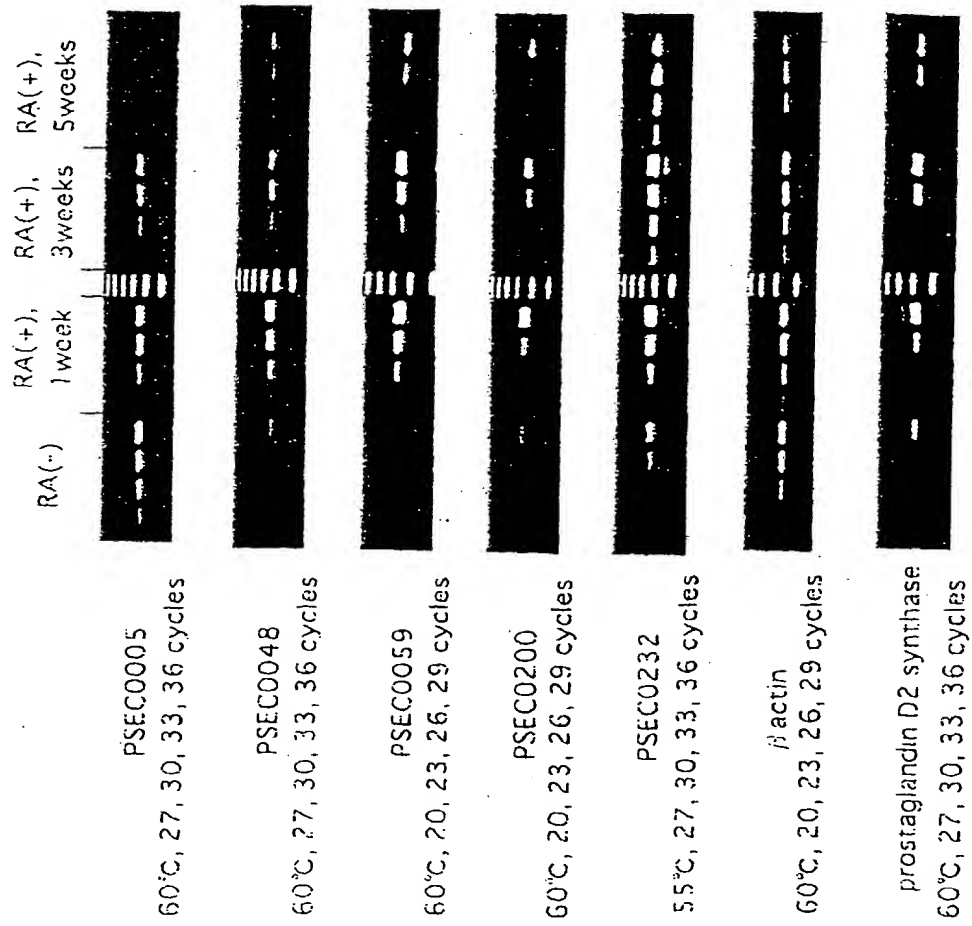 RA(-)
RA(+),
1week
RA(+),
3weeks
RA(+),
5weeks
PSEC0005
60°C, 27, 30, 33, 36 cycles
PSEC0048
60°C, 27, 30, 33, 36 cycles
PSEC0059
60°C, 20, 23, 26, 29 cycles
PSEC0200
60°C, 20, 23, 26, 29 cycles
PSEC0232
55°C, 27, 30, 33, 36 cycles
β actin
60°C, 20, 23, 26, 29 cycles
prostaglandin D2 synthase
60°C, 27, 30, 33, 36 cycles